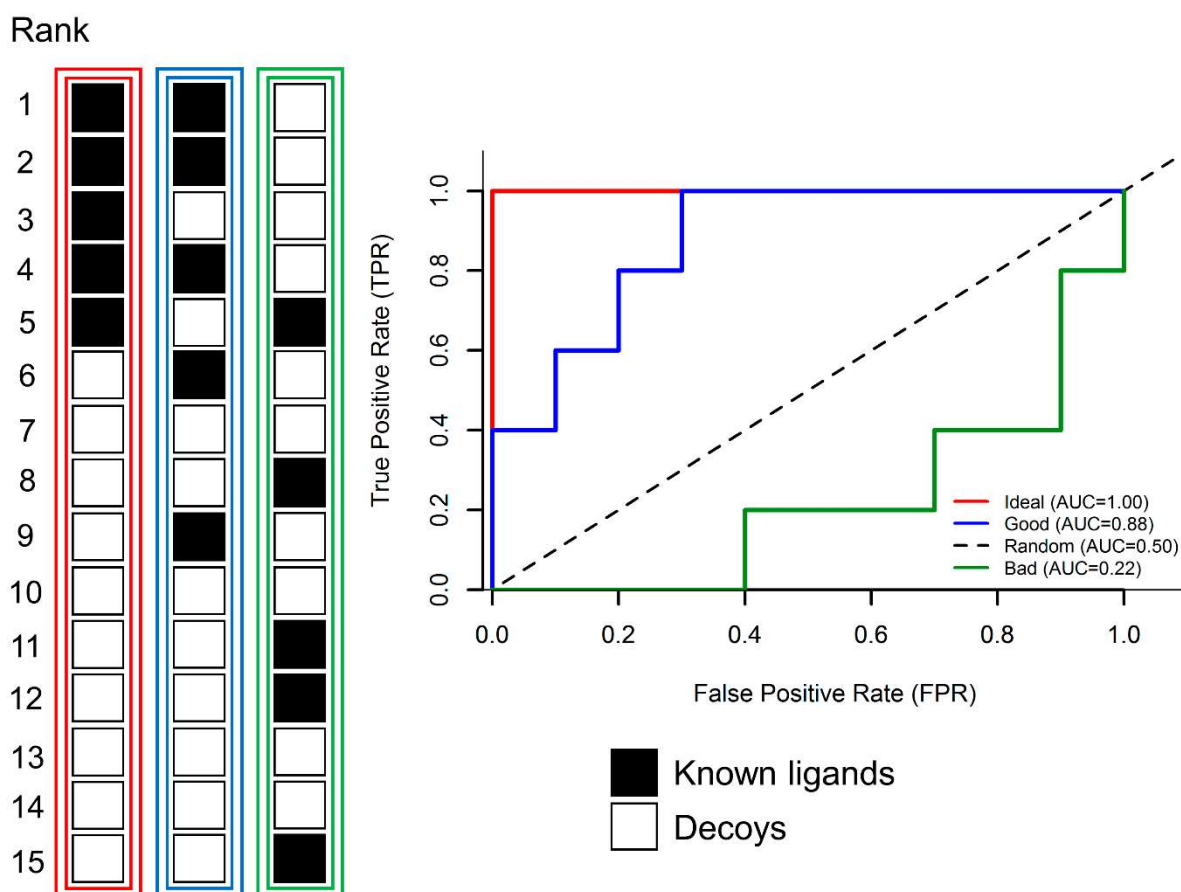 Rank
1
2
3
4
5
6
7
8
9
10
11
12
13
14
15
True Positive Rate (TPR)
1.0
0.8
0.6
0.4
0.2
0.0
0.0 0.2 0.4 0.6 0.8 1.0
False Positive Rate (FPR)
Ideal (AUC=1.00)
Good (AUC=0.88)
Random (AUC=0.50)
Bad (AUC=0.22)
Known ligands
Decoys